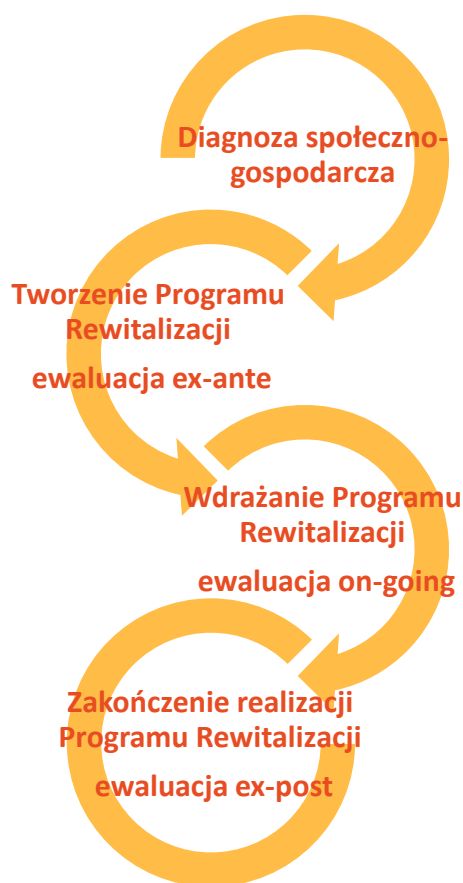 Diagnoza społeczno-
gospodarcza
Tworzenie Programu
Rewitalizacji
ewaluacja ex-ante
Wdrażanie Programu
Rewitalizacji
ewaluacja on-going
Zakończenie realizacji
Programu Rewitalizacji
ewaluacja ex-post